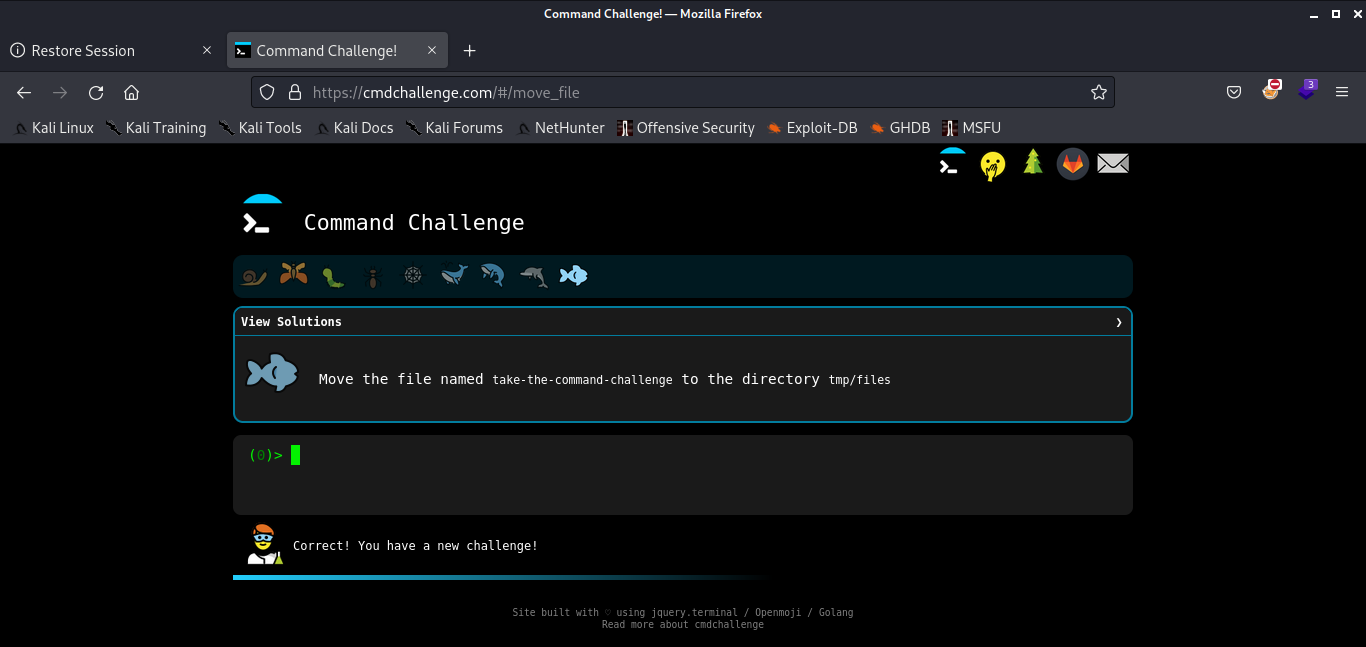 Command Challenge! — Mozilla Firefox
Restore Session
Command Challenge!
https://cmdchallenge.com/#/move_file
3
Kali Linux Kali Training Kali Tools Kali Docs Kali Forums NetHunter Offensive Security Exploit-DB GHDB MSFU
Command Challenge
View Solutions
Move the file named take-the-command-challenge to the directory tmp/files
(0)>
Correct! You have a new challenge!
Site built with ♡ using jquery.terminal / Openmoji / Golang
Read more about cmdchallenge